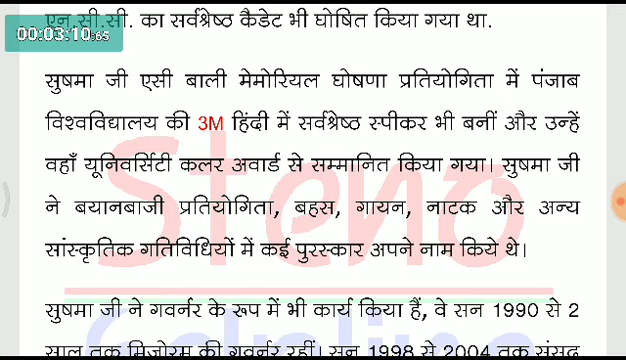 एन.सी.सी. का सर्वश्रेष्ठ कैडेट भी घोषित किया गया था.
00:03:10:65
सुषमा जी एसी बाली मेमोरियल घोषणा प्रतियोगिता में पंजाब
विश्वविद्यालय की 3M हिंदी में सर्वश्रेष्ठ स्पीकर भी बनीं और उन्हें
वहाँ यूनिवर्सिटी कलर अवार्ड से सम्मानित किया गया। सुषमा जी
ने बयानबाजी प्रतियोगिता, बहस, गायन, नाटक और अन्य
सांस्कृतिक गतिविधियों में कई पुरस्कार अपने नाम किये थे।
Steno
सुषमा जी ने गवर्नर के रूप में भी कार्य किया हैं, वे सन 1990 से 2
साल तक मिजोरम की गवर्नर रहीं। सन 1998 से 2004 तक संसद